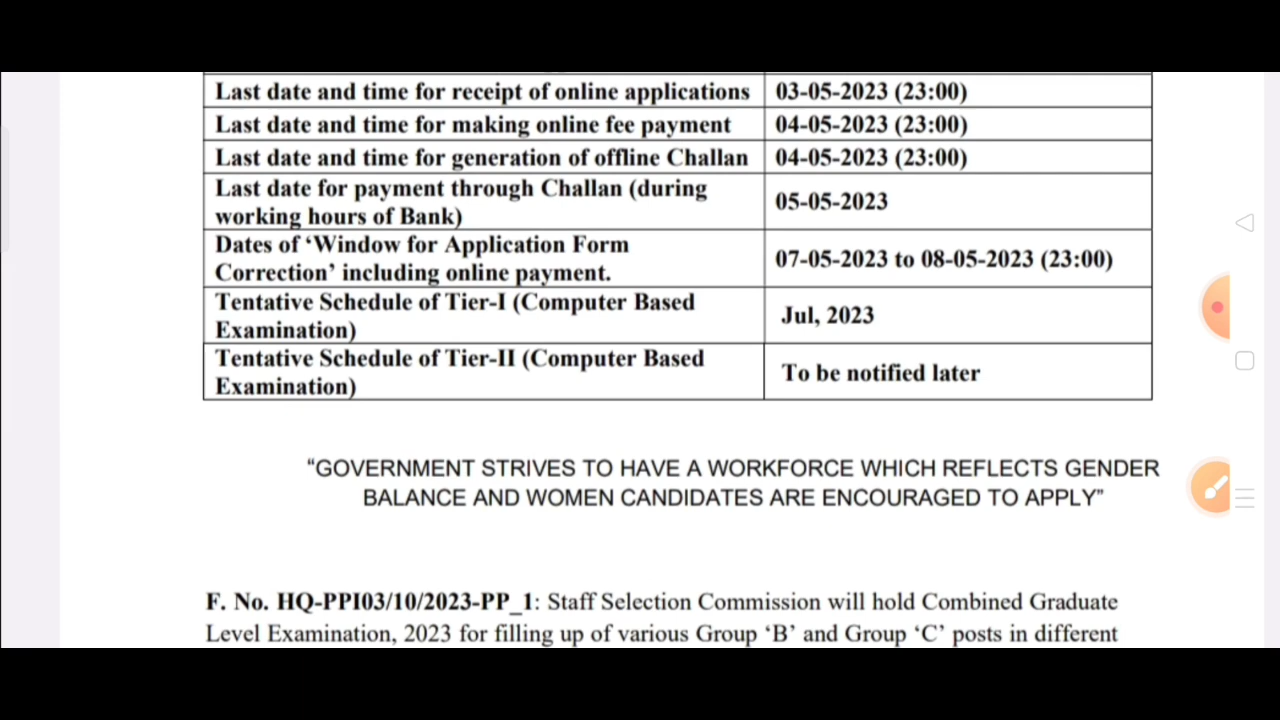 Last date and time for receipt of online applications 03-05-2023 (23:00)
Last date and time for making online fee payment 04-05-2023 (23:00)
Last date and time for generation of offline Challan 04-05-2023 (23:00)
Last date for payment through Challan (during
working hours of Bank) 05-05-2023
Dates of ‘Window for Application Form
Correction’ including online payment. 07-05-2023 to 08-05-2023 (23:00)
Tentative Schedule of Tier-I (Computer Based
Examination) Jul, 2023
Tentative Schedule of Tier-II (Computer Based
Examination) To be notified later
“GOVERNMENT STRIVES TO HAVE A WORKFORCE WHICH REFLECTS GENDER
BALANCE AND WOMEN CANDIDATES ARE ENCOURAGED TO APPLY”
F. No. HQ-PPI03/10/2023-PP_1: Staff Selection Commission will hold Combined Graduate
Level Examination, 2023 for filling up of various Group ‘B’ and Group ‘C’ posts in different